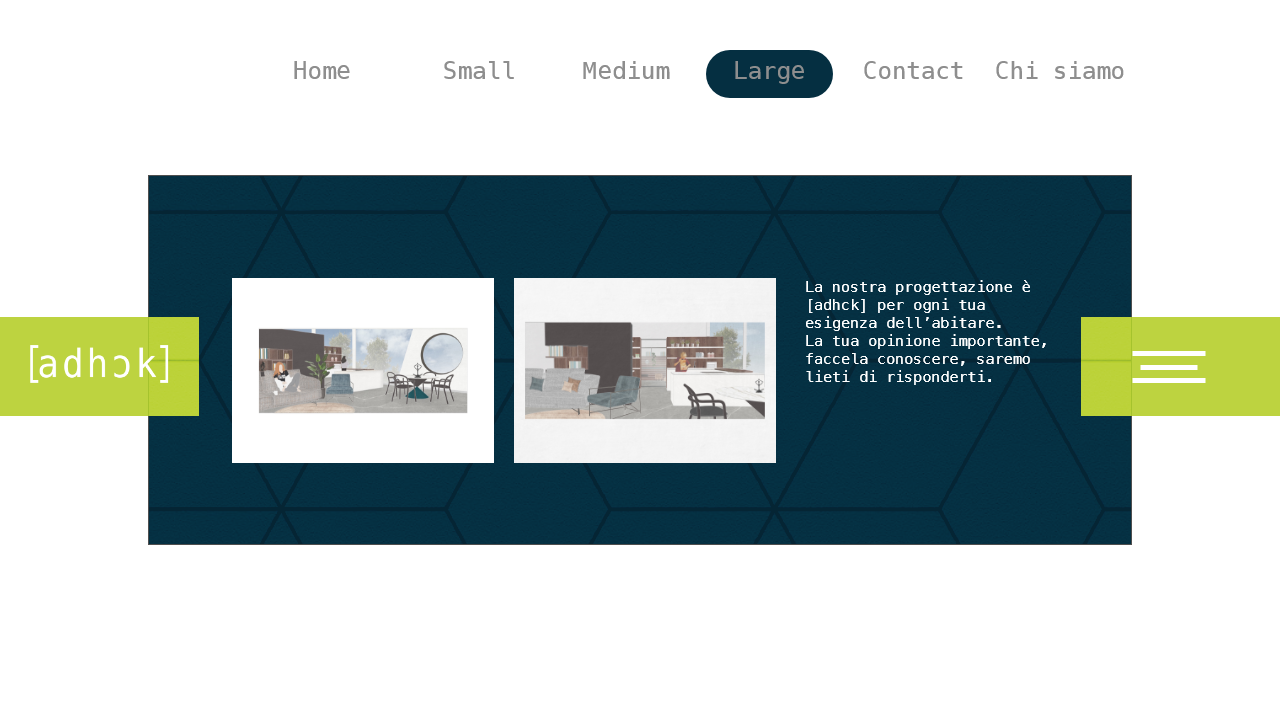 Home Small Medium Large Contact Chi siamo
[adhɔk]
La nostra progettazione è
[adhck] per ogni tua
esigenza dell’abitare.
La tua opinione importante,
faccela conoscere, saremo
lieti di risponderti.